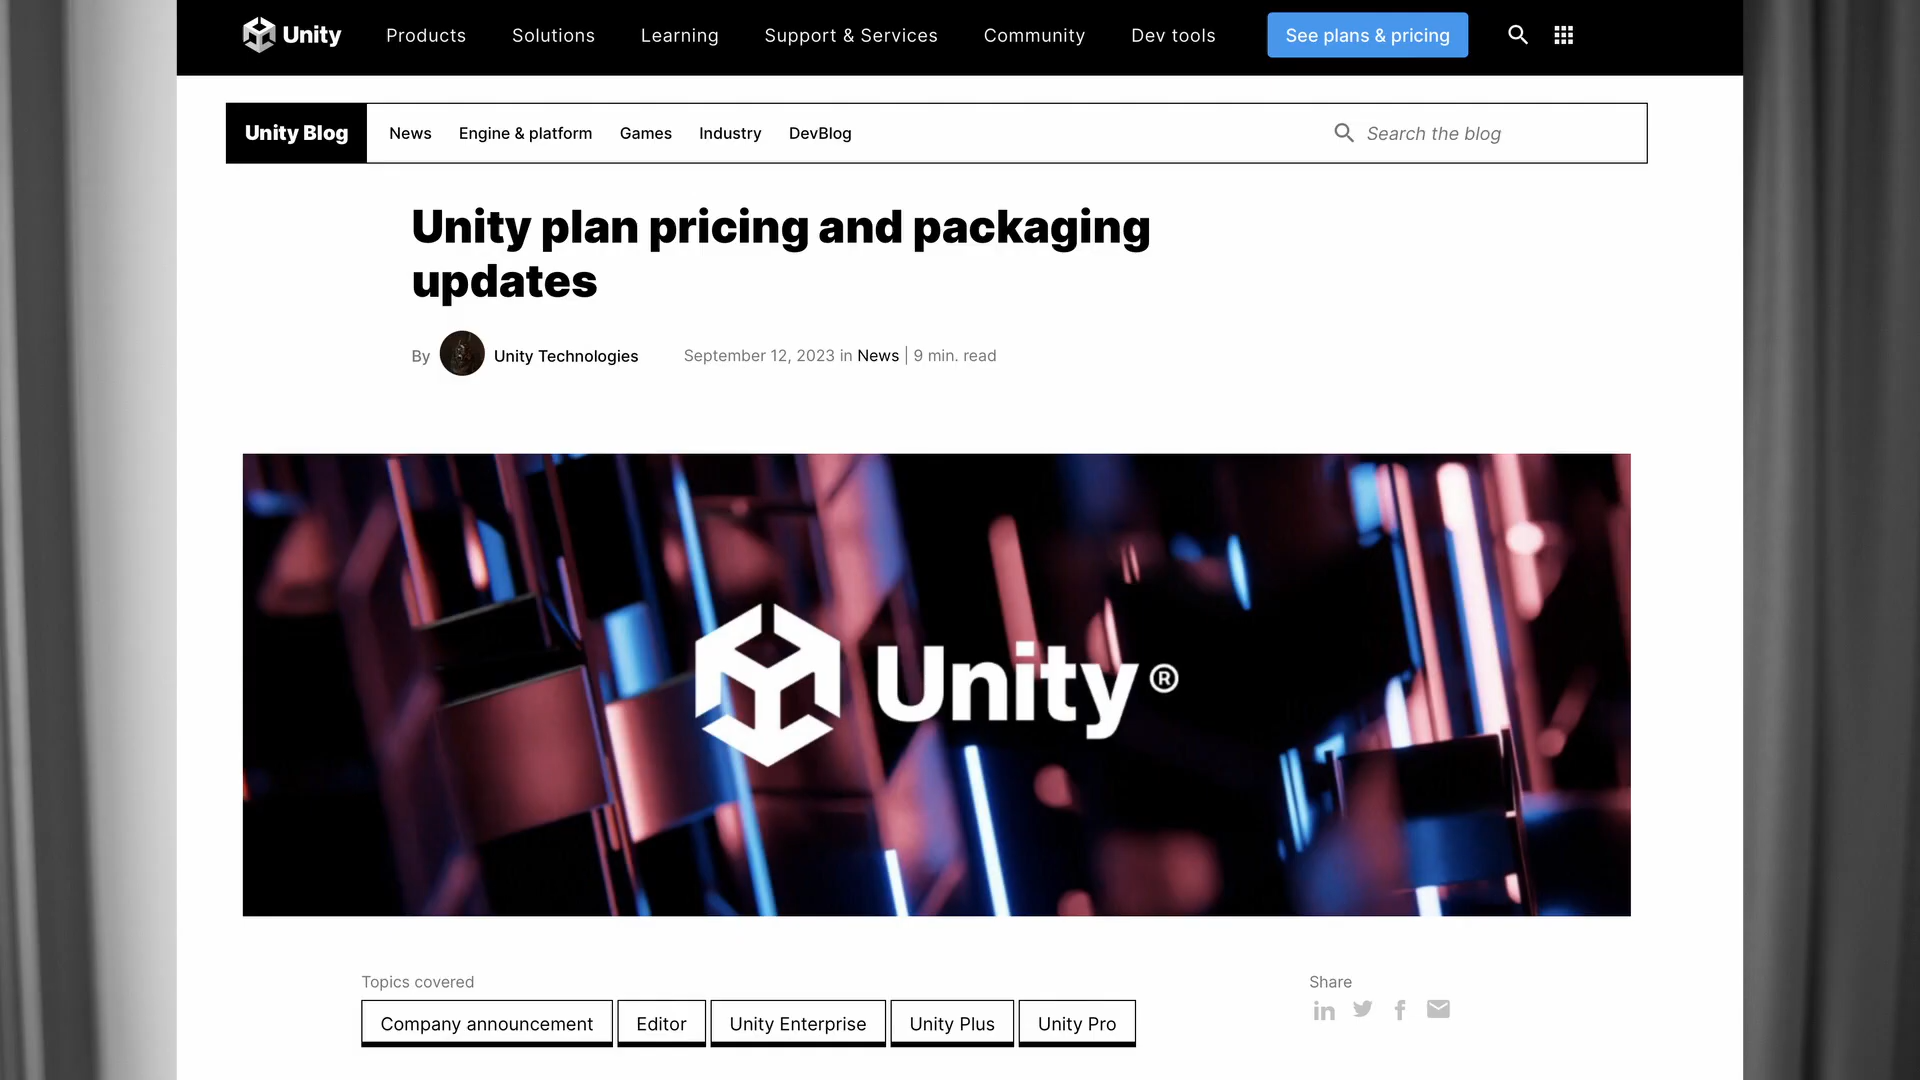 Unity Products Solutions Learning Support & Services Community Dev tools See plans & pricing
Unity Blog News Engine & platform Games Industry DevBlog Search the blog
Unity plan pricing and packaging
updates
By Unity Technologies September 12, 2023 in News | 9 min. read
Unity®
Topics covered Share
Company announcement Editor Unity Enterprise Unity Plus Unity Pro